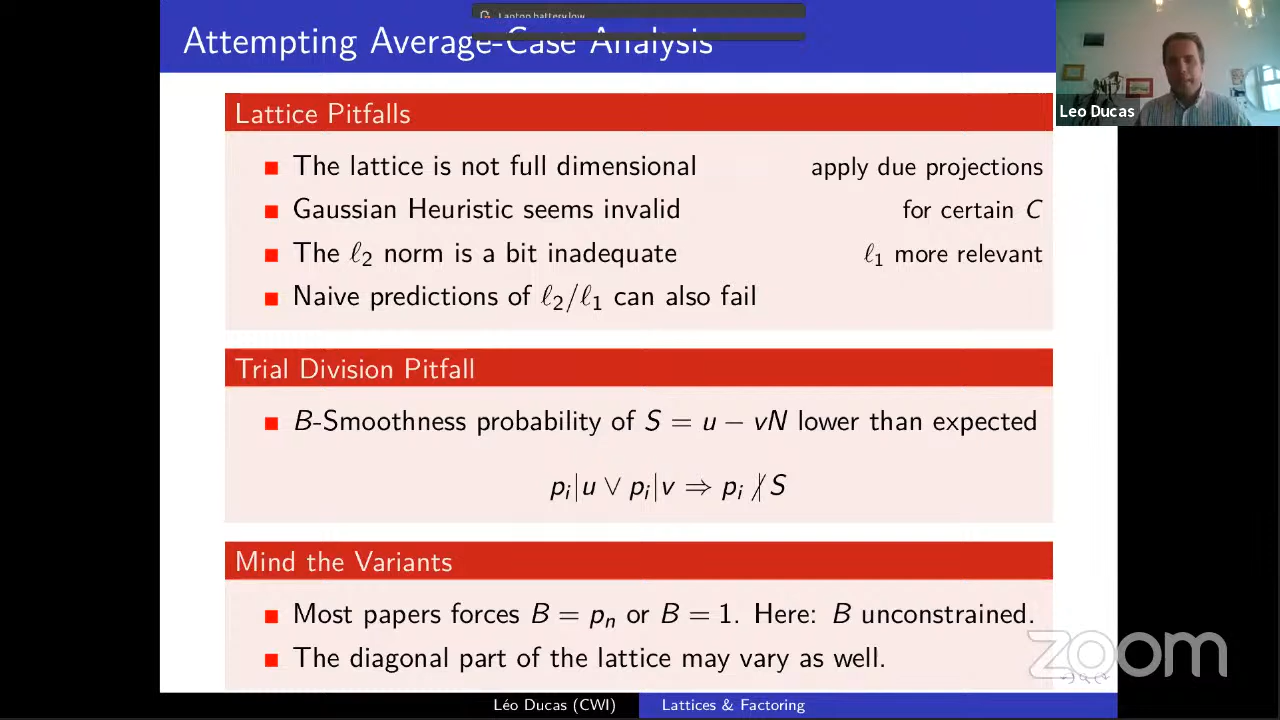 Laptop battery low
Attempting Average-Case Analysis
Leo Ducas
Lattice Pitfalls
■ The lattice is not full dimensional apply due projections
■ Gaussian Heuristic seems invalid for certain C
■ The ℓ₂ norm is a bit inadequate ℓ₁ more relevant
■ Naive predictions of ℓ₂/ℓ₁ can also fail
Trial Division Pitfall
■ B-Smoothness probability of S = u − vN lower than expected
pᵢ|u ∨ pᵢ|v ⇒ pᵢ ∤ S
Mind the Variants
■ Most papers forces B = pₙ or B = 1. Here: B unconstrained.
■ The diagonal part of the lattice may vary as well.
zoom
Léo Ducas (CWI) Lattices & Factoring